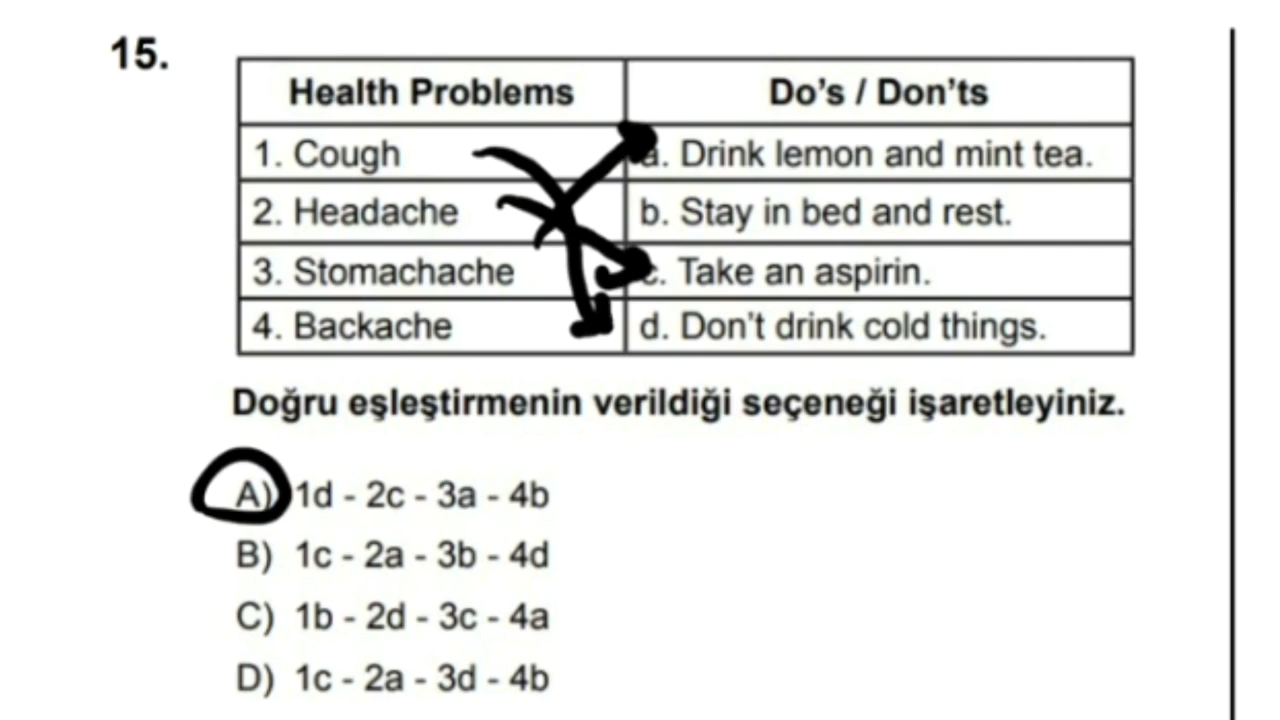 15.
Health Problems Do's / Don'ts
1. Cough a. Drink lemon and mint tea.
2. Headache b. Stay in bed and rest.
3. Stomachache c. Take an aspirin.
4. Backache d. Don't drink cold things.
Doğru eşleştirmenin verildiği seçeneği işaretleyiniz.
A) 1d - 2c - 3a - 4b
B) 1c - 2a - 3b - 4d
C) 1b - 2d - 3c - 4a
D) 1c - 2a - 3d - 4b